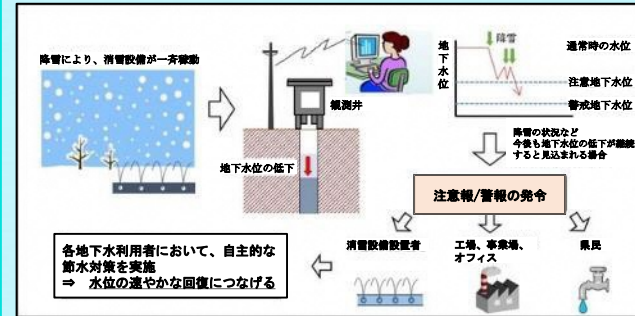 降雪により、消雪設備が一斉稼動
観測井
地下水位の低下
地下水位
降雪
通常時の水位
注意地下水位
警戒地下水位
降雪の状況など
今後も地下水位の低下が継続
すると見込まれる場合
注意報/警報の発令
消雪設備設置者
工場、事業場、
オフィス
県民
各地下水利用者において、自主的な
節水対策を実施
⇒ 水位の速やかな回復につなげる